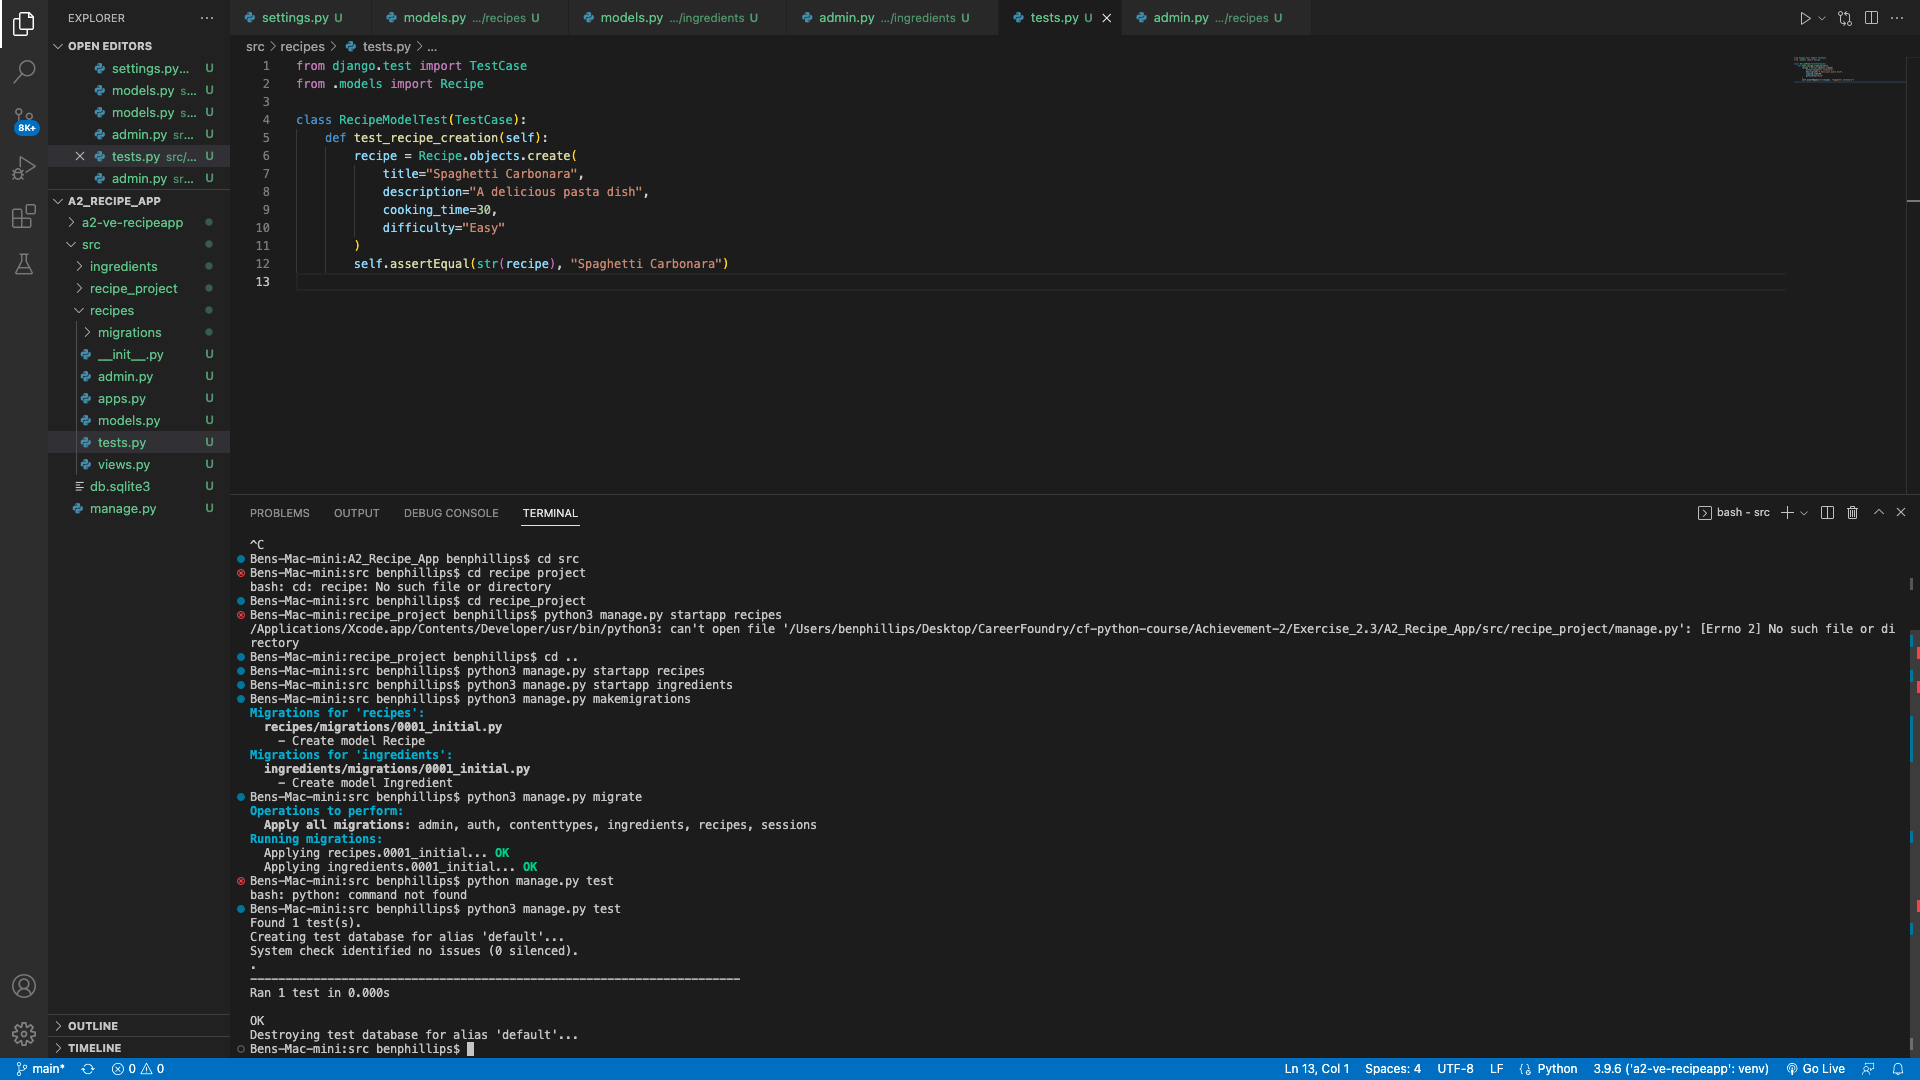 EXPLORER
settings.py U
models.py .../recipes U
models.py .../ingredients U
admin.py .../ingredients U
tests.py U
admin.py .../recipes U
OPEN EDITORS
settings.py... U
models.py s... U
models.py s... U
admin.py sr... U
tests.py src/... U
admin.py sr... U
A2_RECIPE_APP
a2-ve-recipeapp
src
ingredients
recipe_project
recipes
migrations
__init__.py U
admin.py U
apps.py U
models.py U
tests.py U
views.py U
db.sqlite3 U
manage.py U
OUTLINE
TIMELINE
8K+
src > recipes > tests.py > ...
1 from django.test import TestCase
2 from .models import Recipe
3
4 class RecipeModelTest(TestCase):
5 def test_recipe_creation(self):
6 recipe = Recipe.objects.create(
7 title="Spaghetti Carbonara",
8 description="A delicious pasta dish",
9 cooking_time=30,
10 difficulty="Easy"
11 )
12 self.assertEqual(str(recipe), "Spaghetti Carbonara")
13
PROBLEMS OUTPUT DEBUG CONSOLE TERMINAL
bash - src
^C
Bens-Mac-mini:A2_Recipe_App benphillips$ cd src
Bens-Mac-mini:src benphillips$ cd recipe project
bash: cd: recipe: No such file or directory
Bens-Mac-mini:src benphillips$ cd recipe_project
Bens-Mac-mini:recipe_project benphillips$ python3 manage.py startapp recipes
/Applications/Xcode.app/Contents/Developer/usr/bin/python3: can't open file '/Users/benphillips/Desktop/CareerFoundry/cf-python-course/Achievement-2/Exercise_2.3/A2_Recipe_App/src/recipe_project/manage.py': [Errno 2] No such file or di
rectory
Bens-Mac-mini:recipe_project benphillips$ cd ..
Bens-Mac-mini:src benphillips$ python3 manage.py startapp recipes
Bens-Mac-mini:src benphillips$ python3 manage.py startapp ingredients
Bens-Mac-mini:src benphillips$ python3 manage.py makemigrations
Migrations for 'recipes':
recipes/migrations/0001_initial.py
- Create model Recipe
Migrations for 'ingredients':
ingredients/migrations/0001_initial.py
- Create model Ingredient
Bens-Mac-mini:src benphillips$ python3 manage.py migrate
Operations to perform:
Apply all migrations: admin, auth, contenttypes, ingredients, recipes, sessions
Running migrations:
Applying recipes.0001_initial... OK
Applying ingredients.0001_initial... OK
Bens-Mac-mini:src benphillips$ python manage.py test
bash: python: command not found
Bens-Mac-mini:src benphillips$ python3 manage.py test
Found 1 test(s).
Creating test database for alias 'default'...
System check identified no issues (0 silenced).
.
----------------------------------------------------------------------
Ran 1 test in 0.000s
OK
Destroying test database for alias 'default'...
Bens-Mac-mini:src benphillips$
main* 0 0 Ln 13, Col 1 Spaces: 4 UTF-8 LF {} Python 3.9.6 ('a2-ve-recipeapp': venv) Go Live